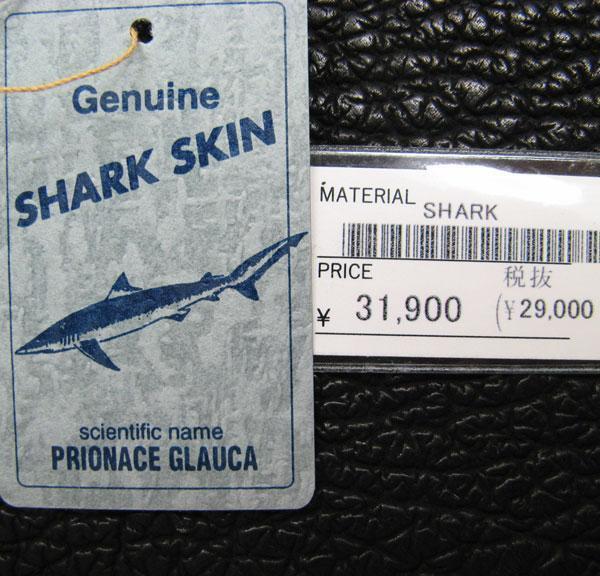 Genuine
SHARK SKIN
scientific name
PRIONACE GLAUCA
MATERIAL SHARK
PRICE 税抜
¥ 31,900 (¥29,000